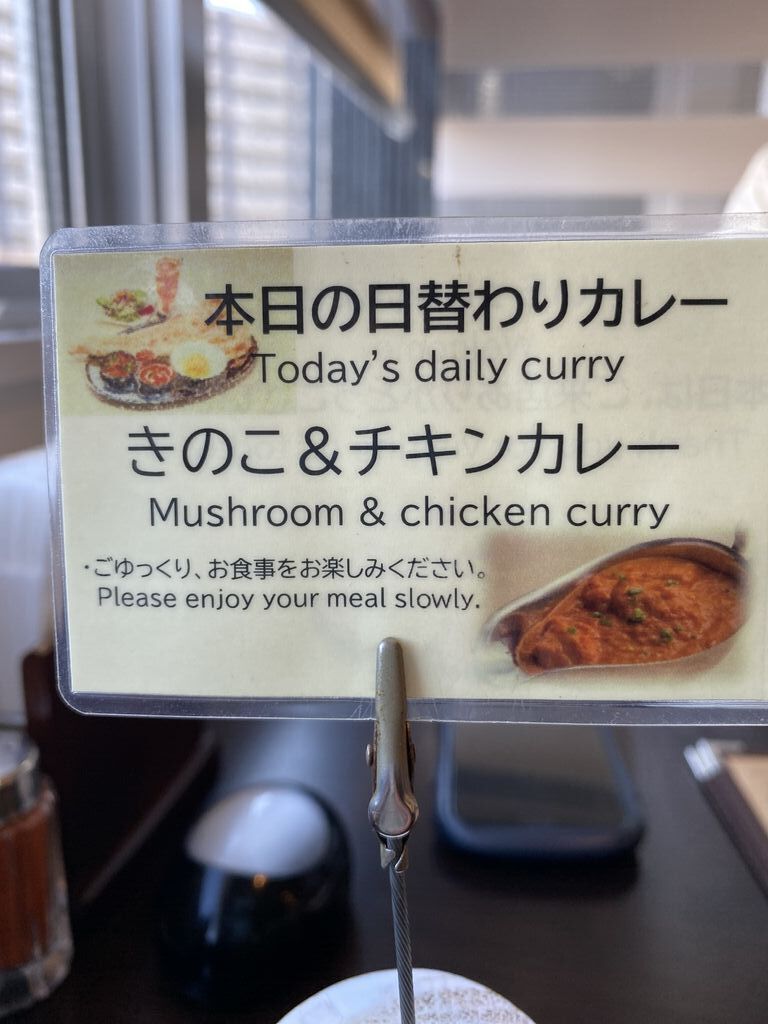 本日の日替わりカレー
Today's daily curry
きのこ&チキンカレー
Mushroom & chicken curry
・ごゆっくり、お食事をお楽しみください。
Please enjoy your meal slowly.